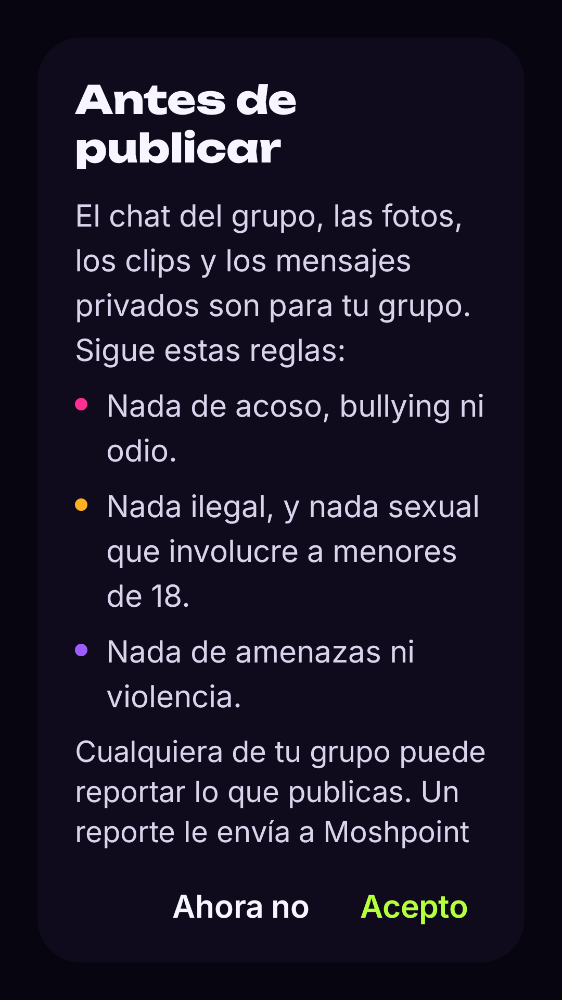 Antes de
publicar
El chat del grupo, las fotos,
los clips y los mensajes
privados son para tu grupo.
Sigue estas reglas:
Nada de acoso, bullying ni
odio.
Nada ilegal, y nada sexual
que involucre a menores
de 18.
Nada de amenazas ni
violencia.
Cualquiera de tu grupo puede
reportar lo que publicas. Un
reporte le envía a Moshpoint
Ahora no Acepto